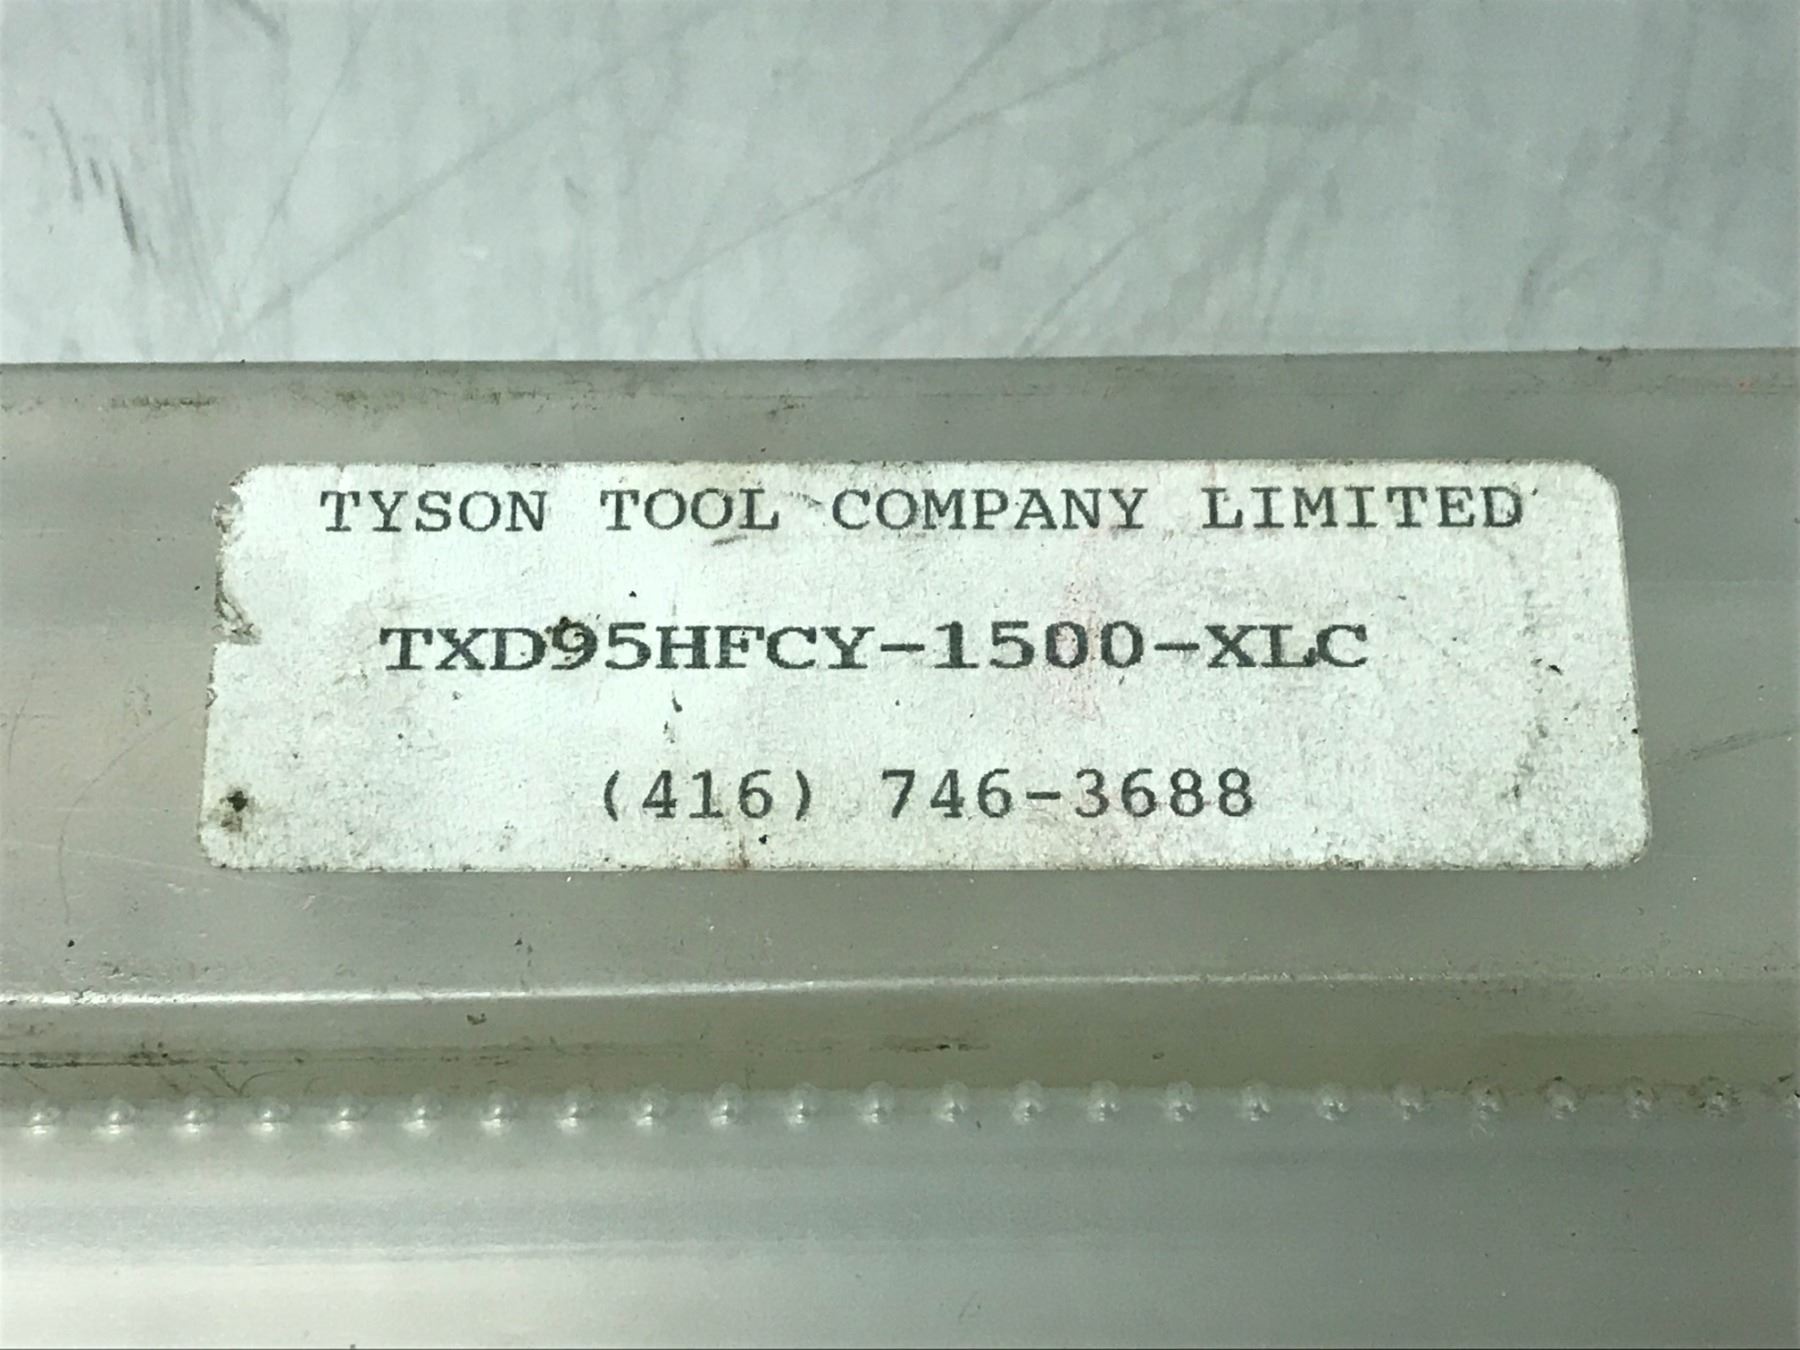 TYSON TOOL COMPANY LIMITED
TXD95HFCY-1500-XLC
(416) 746-3688